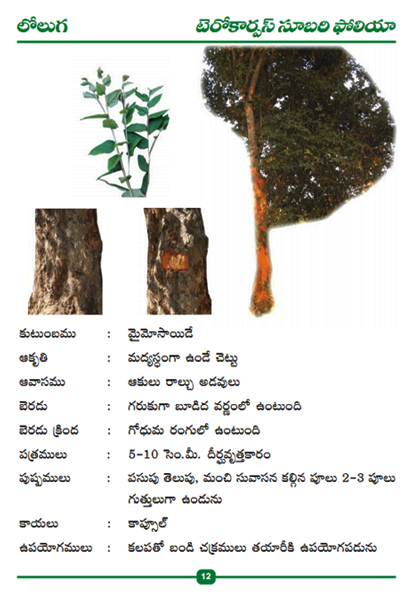 లోలుగ టెరోకార్పస్ సూబరి ఫోలియా
కుటుంబము : మైమోసాయిడే
ఆకృతి : మద్యస్థంగా ఉండే చెట్టు
ఆవాసము : ఆకులు రాల్చు అడవులు
బెరడు : గరుకుగా బూడిద వర్ణంలో ఉంటుంది
బెరడు క్రింద : గోధుమ రంగులో ఉంటుంది
పత్రములు : 5-10 సెం.మీ. దీర్ఘవృత్తకారం
పుష్పములు : పసుపు తెలుపు, మంచి సువాసన కల్గిన పూలు 2-3 పూలు
గుత్తులుగా ఉండును
కాయలు : కాప్సూల్
ఉపయోగములు : కలపతో బండి చక్రములు తయారీకి ఉపయోగపడును
12